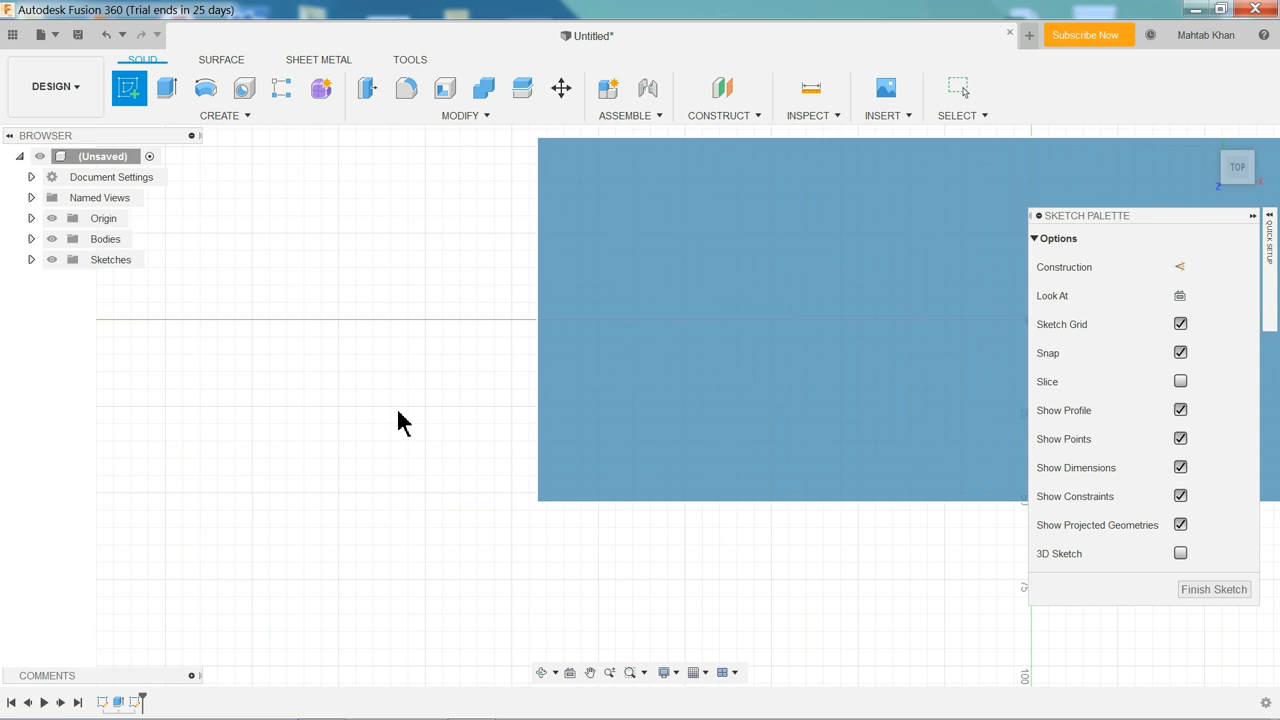 Autodesk Fusion 360 (Trial ends in 25 days)
Untitled*
Subscribe Now
Mahtab Khan
DESIGN
SOLID
SURFACE
SHEET METAL
TOOLS
CREATE
MODIFY
ASSEMBLE
CONSTRUCT
INSPECT
INSERT
SELECT
BROWSER
(Unsaved)
Document Settings
Named Views
Origin
Bodies
Sketches
TOP
X
Z
SKETCH PALETTE
QUICK SETUP
Options
Construction
Look At
Sketch Grid
Snap
Slice
Show Profile
Show Points
Show Dimensions
Show Constraints
Show Projected Geometries
3D Sketch
Finish Sketch
75
100
COMMENTS